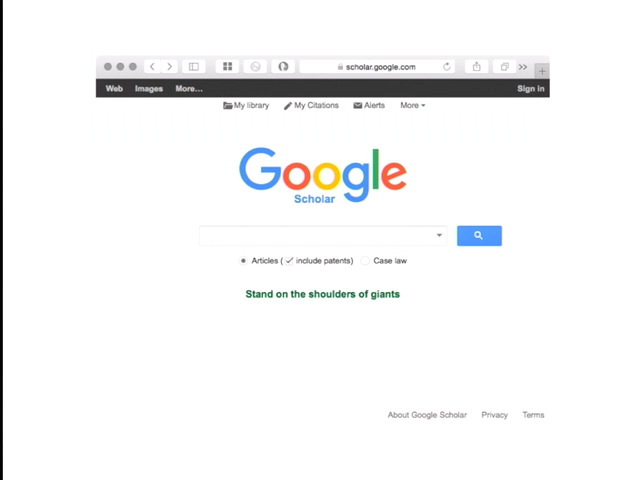 scholar.google.com
Web Images More... Sign in
My library My Citations Alerts More
Google
Scholar
Articles ( include patents) Case law
Stand on the shoulders of giants
About Google Scholar Privacy Terms